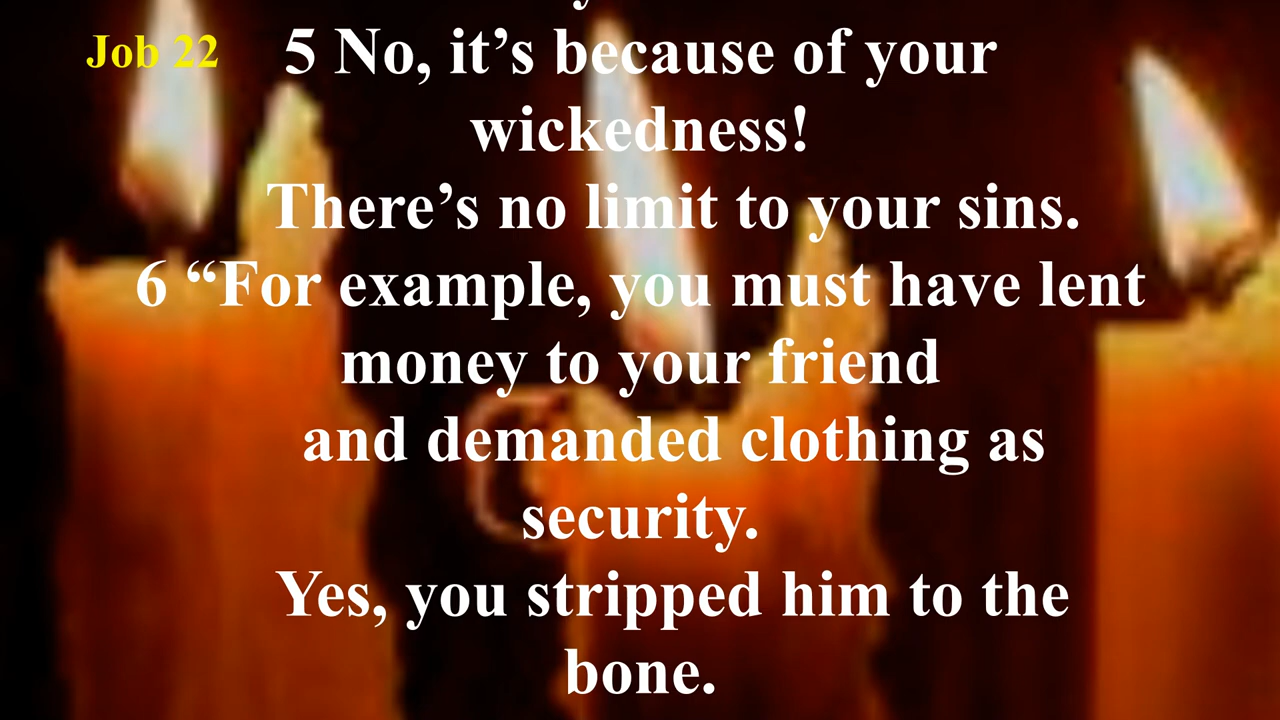 Job 22
5 No, it’s because of your
wickedness!
There’s no limit to your sins.
6 “For example, you must have lent
money to your friend
and demanded clothing as
security.
Yes, you stripped him to the
bone.